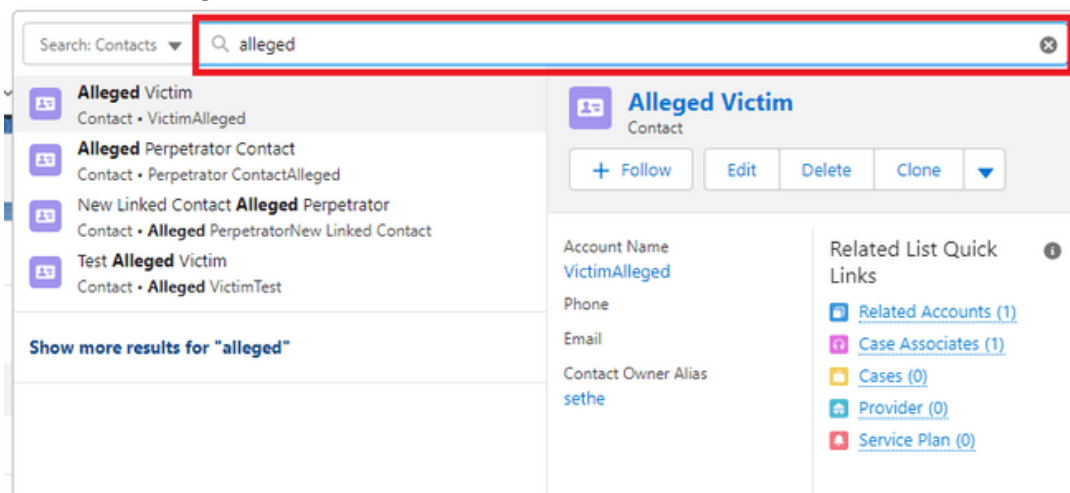 Search: Contacts
alleged
Alleged Victim
Contact • VictimAlleged
Alleged Perpetrator Contact
Contact • Perpetrator ContactAlleged
New Linked Contact Alleged Perpetrator
Contact • Alleged PerpetratorNew Linked Contact
Test Alleged Victim
Contact • Alleged VictimTest
Show more results for "alleged"
Alleged Victim
Contact
+ Follow
Edit
Delete
Clone
Account Name
VictimAlleged
Phone
Email
Contact Owner Alias
sethe
Related List Quick
Links
Related Accounts (1)
Case Associates (1)
Cases (0)
Provider (0)
Service Plan (0)